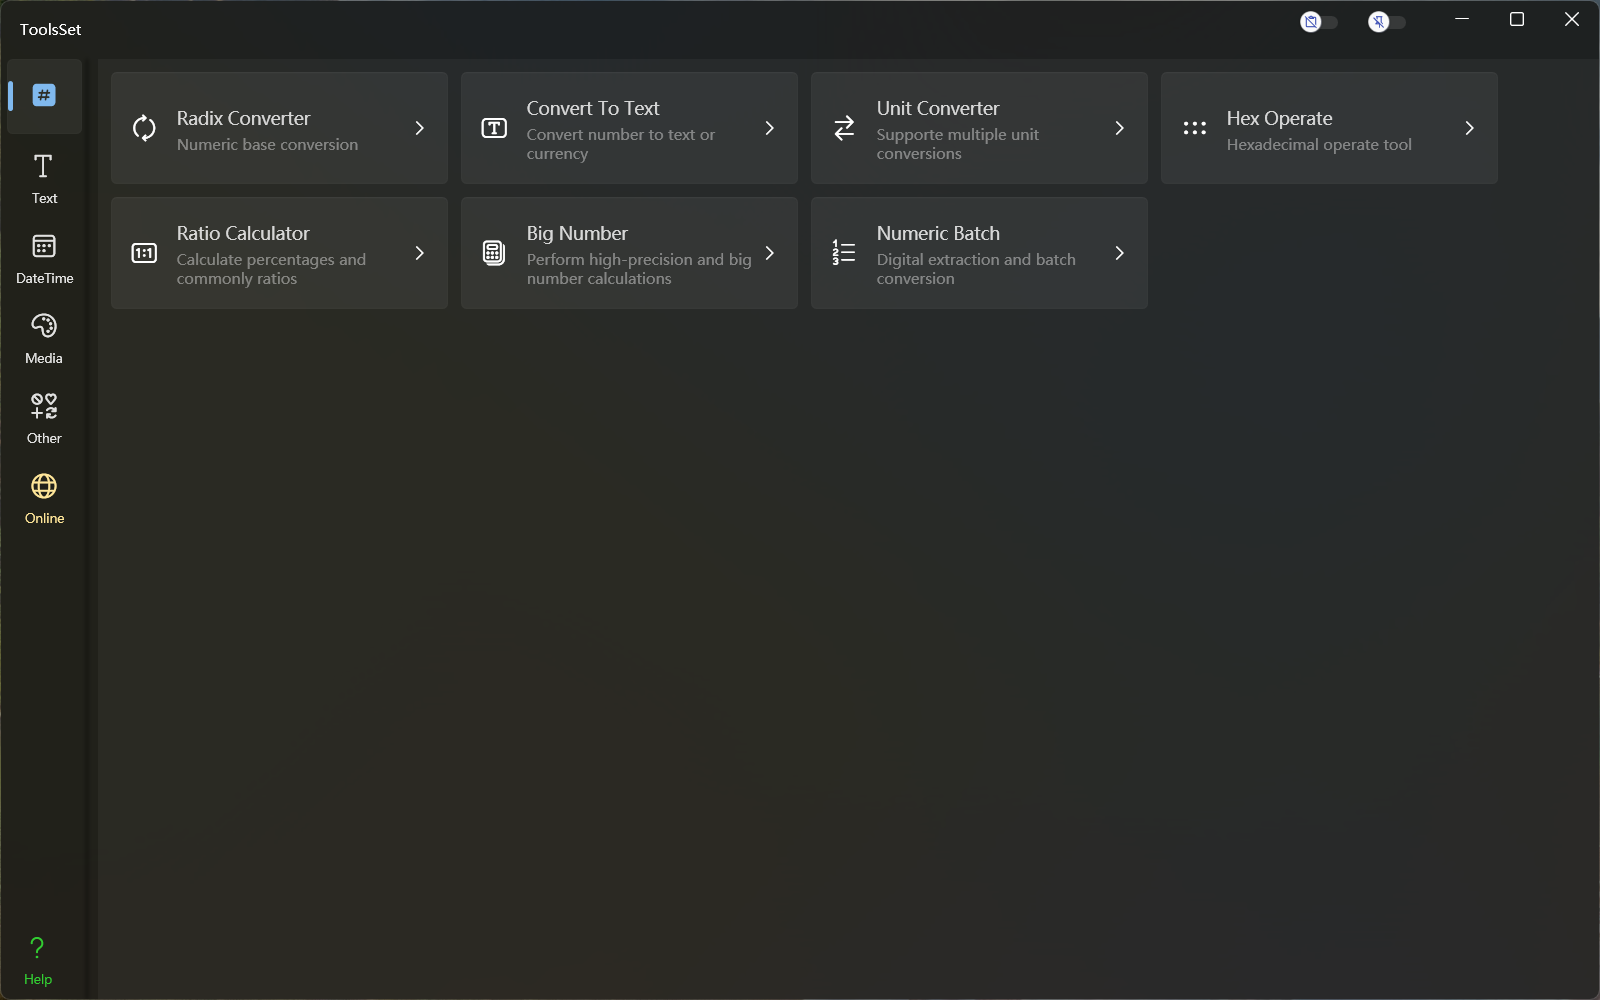 ToolsSet
Radix Converter
Numeric base conversion
Convert To Text
Convert number to text or
currency
Unit Converter
Supporte multiple unit
conversions
Hex Operate
Hexadecimal operate tool
Text
DateTime
Media
Other
Online
1:1
Ratio Calculator
Calculate percentages and
commonly ratios
Big Number
Perform high-precision and big
number calculations
Numeric Batch
Digital extraction and batch
conversion
Help